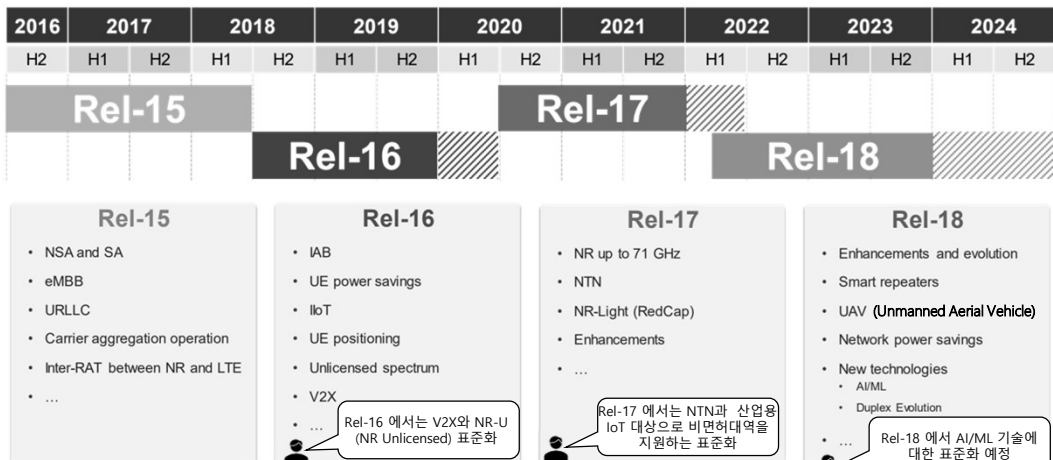 2016 2017 2018 2019 2020 2021 2022 2023 2024
H2 H1 H2 H1 H2 H1 H2 H1 H2 H1 H2 H1 H2 H1 H2 H1 H2
Rel-15 Rel-17
Rel-16 Rel-18
Rel-15
• NSA and SA
• eMBB
• URLLC
• Carrier aggregation operation
• Inter-RAT between NR and LTE
• ...
Rel-16
• IAB
• UE power savings
• IIoT
• UE positioning
• Unlicensed spectrum
• V2X
• ...
Rel-16 에서는 V2X와 NR-U
(NR Unlicensed) 표준화
Rel-17
• NR up to 71 GHz
• NTN
• NR-Light (RedCap)
• Enhancements
• ...
Rel-17 에서는 NTN과 산업용
IoT 대상으로 비면허대역을
지원하는 표준화
Rel-18
• Enhancements and evolution
• Smart repeaters
• UAV (Unmanned Aerial Vehicle)
• Network power savings
• New technologies
• AI/ML
• Duplex Evolution
• ...
Rel-18 에서 AI/ML 기술에
대한 표준화 예정